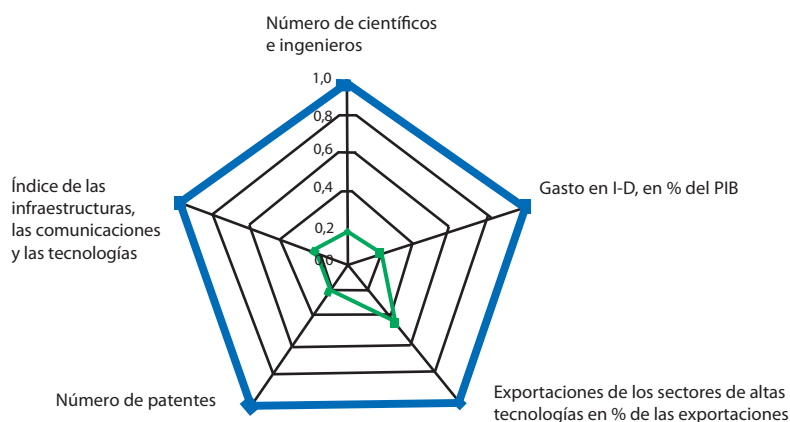 Número de científicos
e ingenieros
1,0
0,8
0,6
0,4
0,2
0,0
Gasto en I-D, en % del PIB
Índice de las
infraestructuras,
las comunicaciones
y las tecnologías
Número de patentes
Exportaciones de los sectores de altas
tecnologías en % de las exportaciones